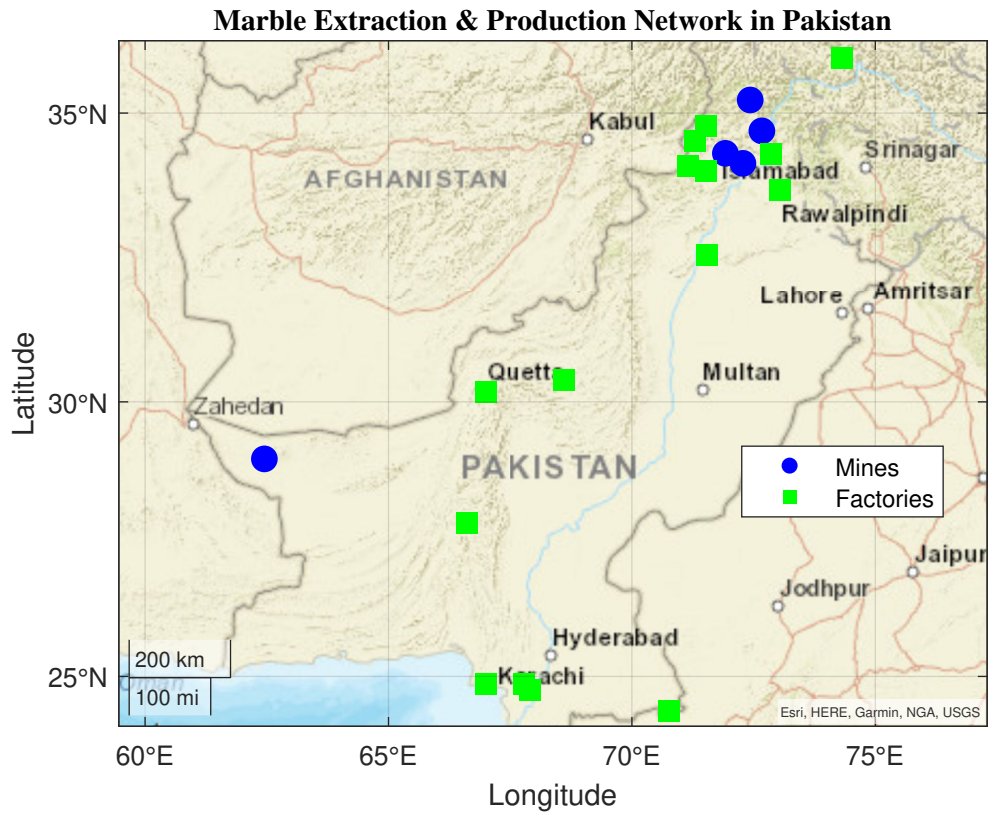 Marble Extraction & Production Network in Pakistan
35°N
30°N
25°N
Latitude
Kabul
AFGHANISTAN
Srinagar
Islamabad
Rawalpindi
Lahore
Amritsar
Quetta
Multan
Zahedan
PAKISTAN
Mines
Factories
Jaipur
Jodhpur
Hyderabad
Karachi
200 km
100 mi
Oman
Esri, HERE, Garmin, NGA, USGS
60°E
65°E
70°E
75°E
Longitude